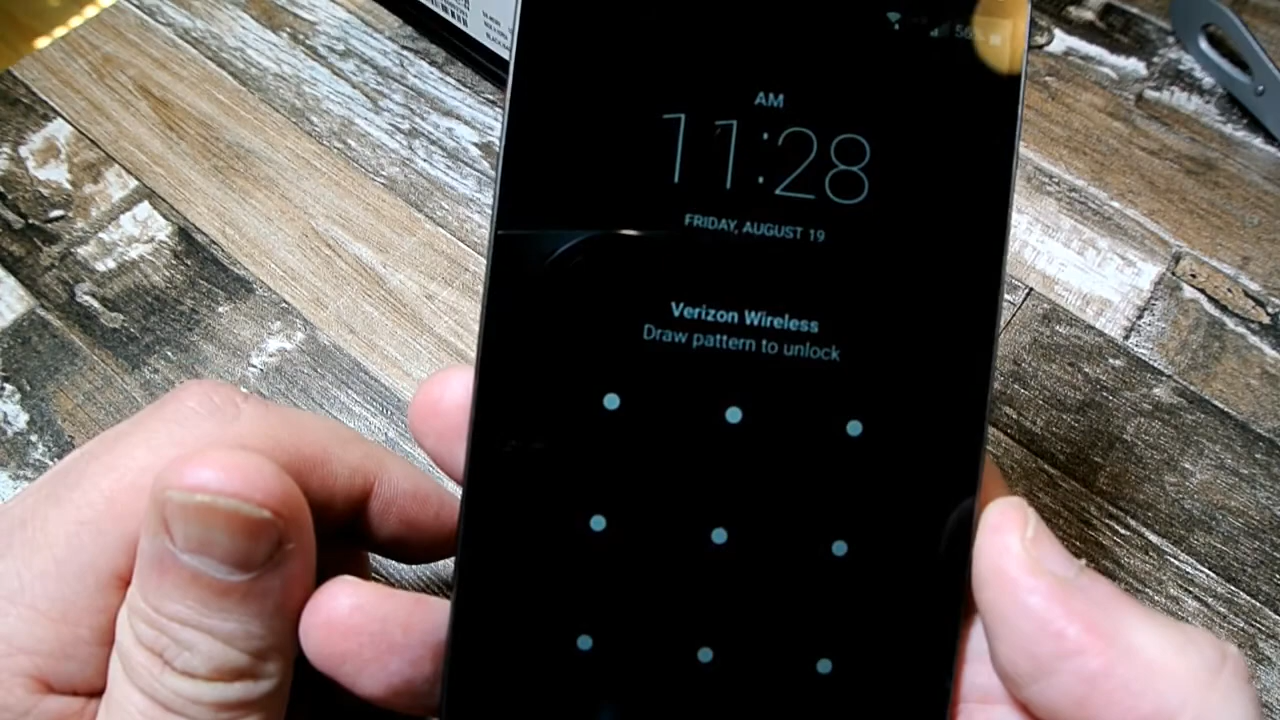 AM
11:28
FRIDAY, AUGUST 19
Verizon Wireless
Draw pattern to unlock